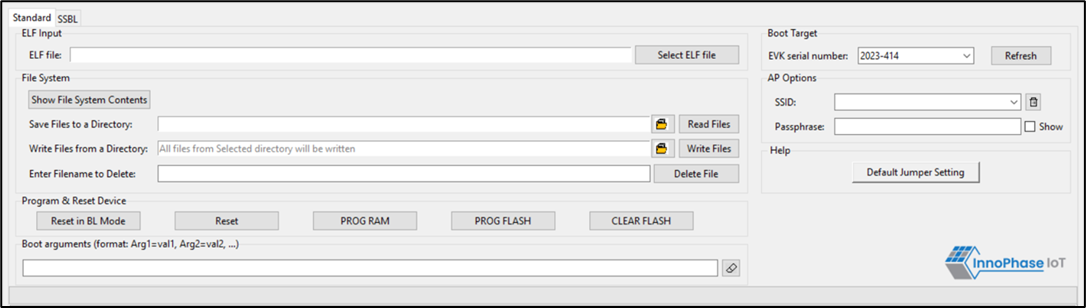 Standard SSBL
ELF Input
ELF file: Select ELF file
File System
Show File System Contents
Save Files to a Directory: Read Files
Write Files from a Directory: All files from Selected directory will be written Write Files
Enter Filename to Delete: Delete File
Program & Reset Device
Reset in BL Mode Reset PROG RAM PROG FLASH CLEAR FLASH
Boot arguments (format: Arg1=val1, Arg2=val2, ...)
Boot Target
EVK serial number: 2023-414 Refresh
AP Options
SSID:
Passphrase: Show
Help
Default Jumper Setting
InnoPhase IoT